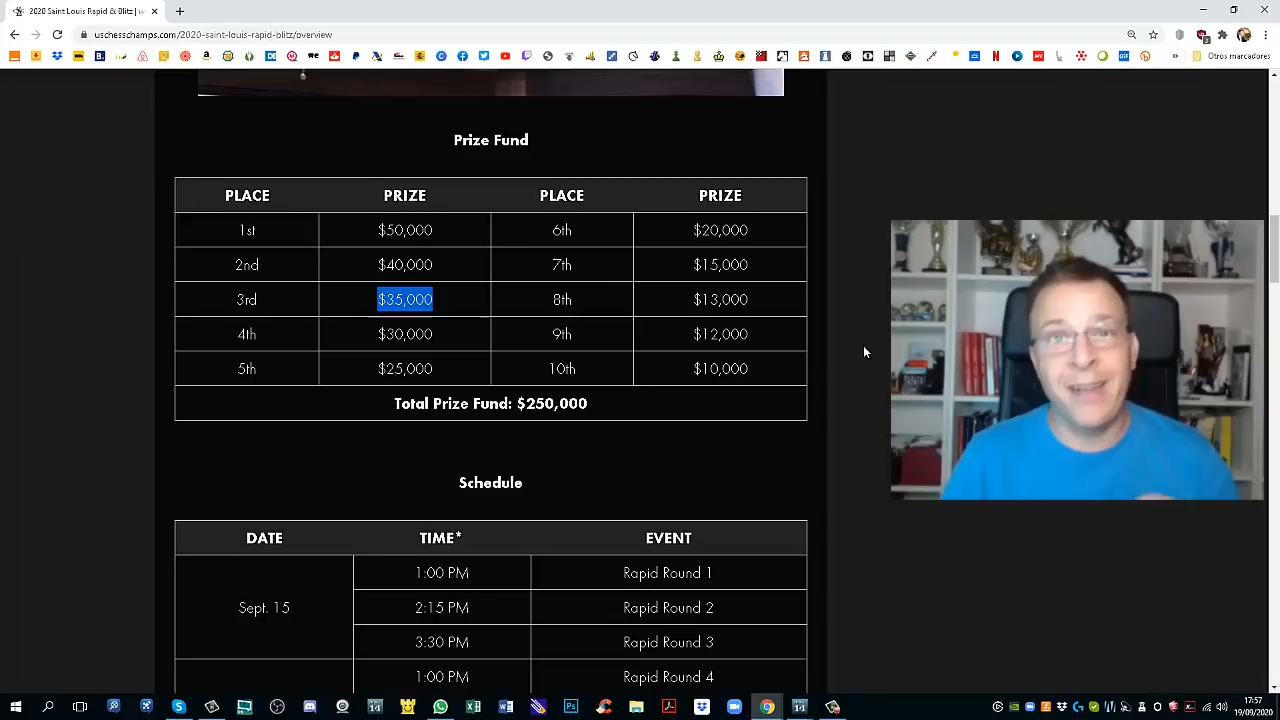 2020 Saint Louis Rapid & Blitz |
uschesschamps.com/2020-saint-louis-rapid-blitz/overview
Otros marcadores
Prize Fund
PLACE PRIZE PLACE PRIZE
1st $50,000 6th $20,000
2nd $40,000 7th $15,000
3rd $35,000 8th $13,000
4th $30,000 9th $12,000
5th $25,000 10th $10,000
Total Prize Fund: $250,000
Schedule
DATE TIME* EVENT
1:00 PM Rapid Round 1
Sept. 15 2:15 PM Rapid Round 2
3:30 PM Rapid Round 3
1:00 PM Rapid Round 4
17:57
19/09/2020